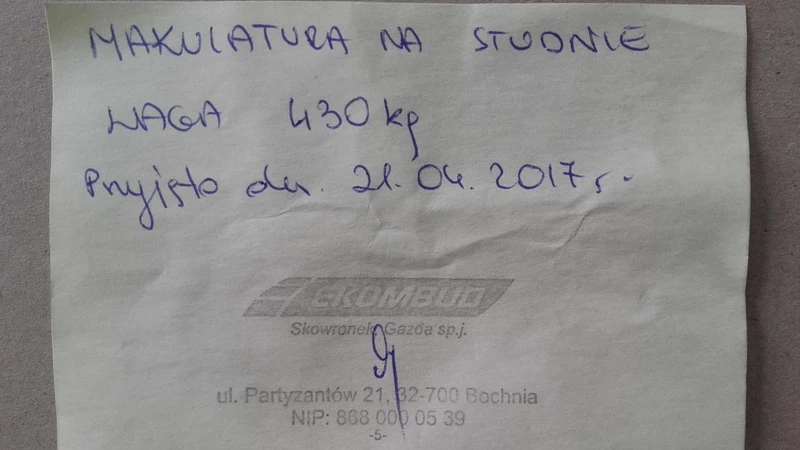 MAKULATURA NA STUDNIE
WAGA 430 kg
Przyjęto dn. 21.04.2017 r.
EKOMBUD
Skowronek Gazda sp.j.
ul. Partyzantów 21, 32-700 Bochnia
NIP: 868 000 05 39
-5-